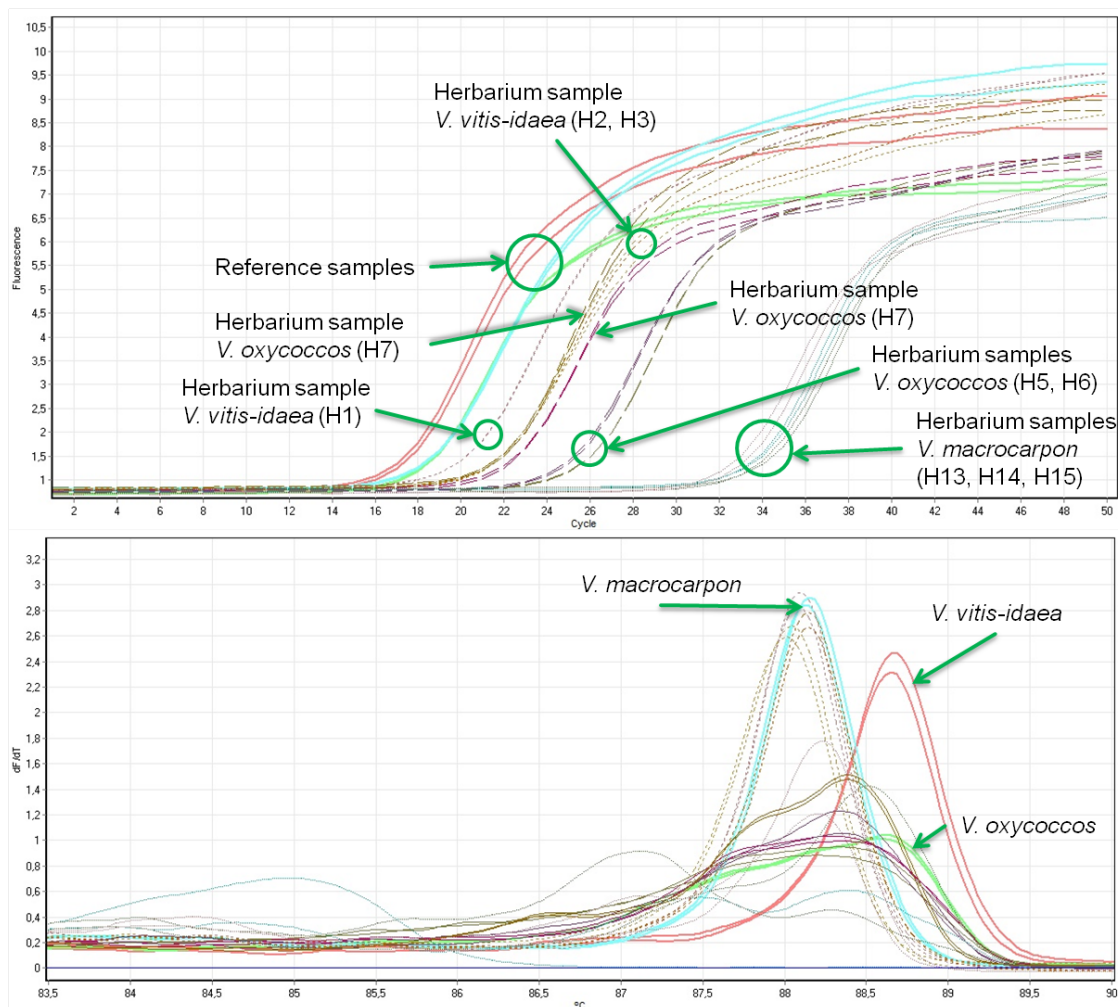 10,5
10
9,5
9
8,5
8
7,5
7
6,5
6
5,5
5
4,5
4
3,5
3
2,5
2
1,5
1
Fluorescence
Herbarium sample
V. vitis-idaea (H2, H3)
Reference samples
Herbarium sample
V. oxycoccos (H7)
Herbarium sample
V. oxycoccos (H7)
Herbarium sample
V. vitis-idaea (H1)
Herbarium samples
V. oxycoccos (H5, H6)
Herbarium samples
V. macrocarpon
(H13, H14, H15)
2 4 6 8 10 12 14 16 18 20 22 24 26 28 30 32 34 36 38 40 42 44 46 48 50
Cycle
3,2
3
2,8
2,6
2,4
2,2
2
1,8
1,6
1,4
1,2
1
0,8
0,6
0,4
0,2
0
dF/dT
V. macrocarpon
V. vitis-idaea
V. oxycoccos
83,5 84 84,5 85 85,5 86 86,5 87 87,5 88 88,5 89 89,5 90
°C